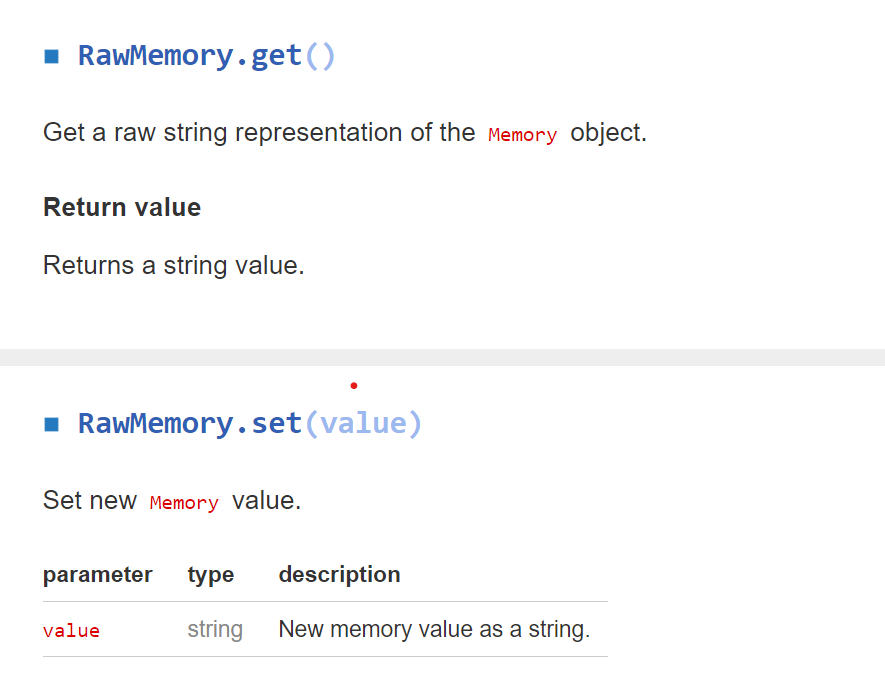 RawMemory.get()
Get a raw string representation of the Memory object.
Return value
Returns a string value.
RawMemory.set(value)
Set new Memory value.
parameter type description
value string New memory value as a string.